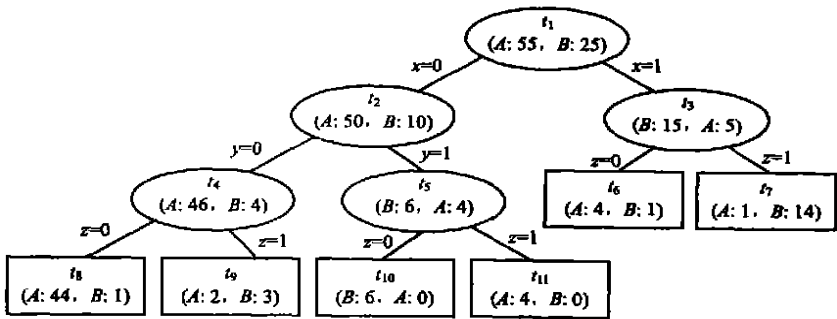 t1
(A: 55, B: 25)
x=0
x=1
t2
(A: 50, B: 10)
t3
(B: 15, A: 5)
y=0
y=1
z=0
z=1
t4
(A: 46, B: 4)
t5
(B: 6, A: 4)
t6
(A: 4, B: 1)
t7
(A: 1, B: 14)
z=0
z=1
z=0
z=1
t8
(A: 44, B: 1)
t9
(A: 2, B: 3)
t10
(B: 6, A: 0)
t11
(A: 4, B: 0)